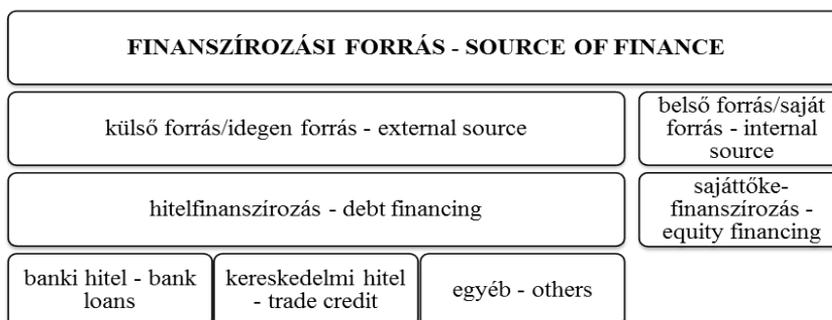 FINANSZÍROZÁSI FORRÁS - SOURCE OF FINANCE
külső forrás/idegen forrás - external source
belső forrás/saját
forrás - internal
source
hitelfinanszírozás - debt financing
sajáttőke-
finanszírozás -
equity financing
banki hitel - bank
loans
kereskedelmi hitel
- trade credit
egyéb - others